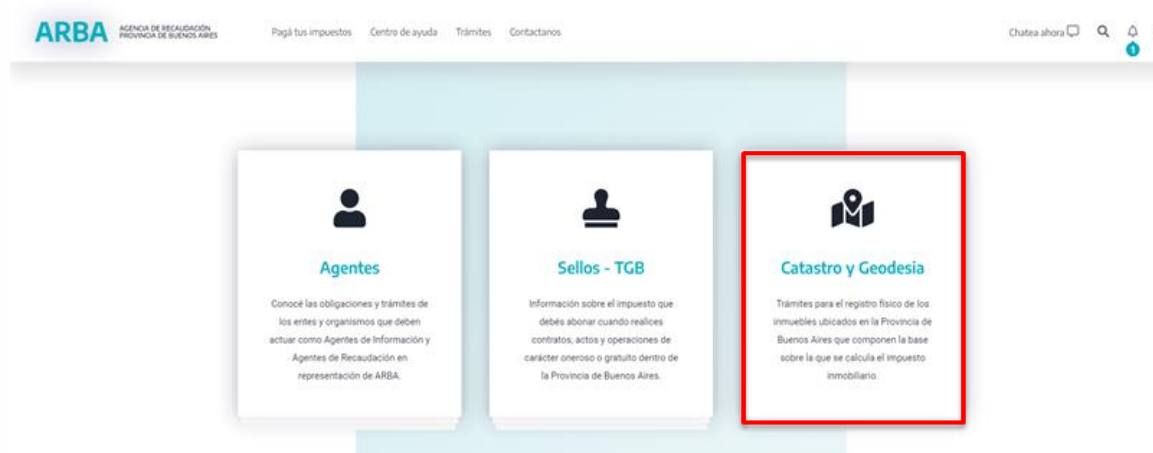 ARBA
AGENCIA DE RECAUDACIÓN
PROVINCIA DE BUENOS AIRES
Pagá tus impuestos
Centro de ayuda
Trámites
Contactanos
Chatea ahora
1
Agentes
Conocé las obligaciones y trámites de
los entes y organismos que deben
actuar como Agentes de Información y
Agentes de Recaudación en
representación de ARBA.
Sellos - TGB
Información sobre el impuesto que
debés abonar cuando realices
contratos, actos y operaciones de
carácter oneroso o gratuito dentro de
la Provincia de Buenos Aires.
Catastro y Geodesia
Trámites para el registro físico de los
inmuebles ubicados en la Provincia de
Buenos Aires que componen la base
sobre la que se calcula el impuesto
inmobiliario.